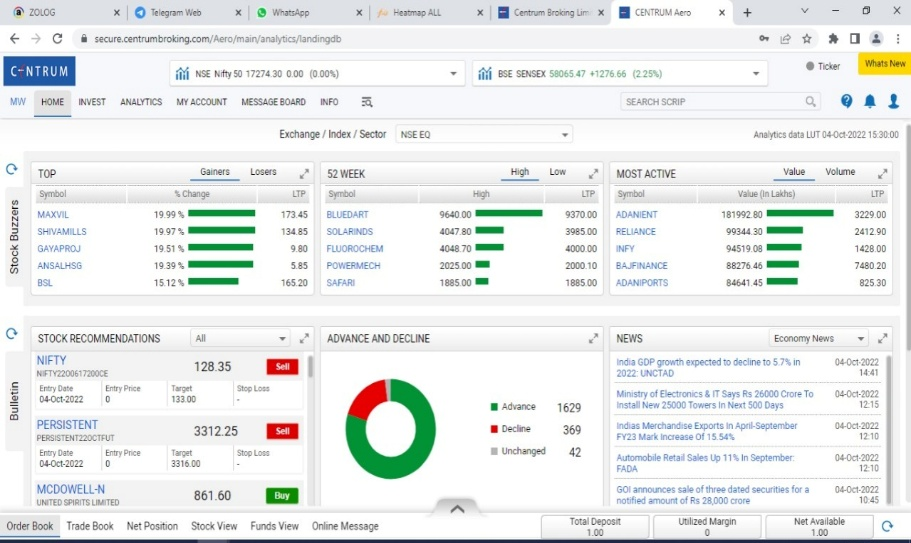 ZOLOG
Telegram Web
WhatsApp
Heatmap ALL
Centrum Broking Limi
CENTRUM Aero
secure.centrumbroking.com/Aero/main/analytics/landingdb
CENTRUM
NSE Nifty 50 17274.30 0.00 (0.00%)
BSE SENSEX 58065.47 +1276.66 (2.25%)
Ticker
Whats New
MW HOME INVEST ANALYTICS MY ACCOUNT MESSAGE BOARD INFO
SEARCH SCRIP
Exchange / Index / Sector NSE EQ
Analytics data LUT 04-Oct-2022 15:30:00
Stock Buzzers
TOP Gainers Losers
Symbol % Change LTP
MAXVIL 19.99 % 173.45
SHIVAMILLS 19.97 % 134.85
GAYAPROJ 19.51 % 9.80
ANSALHSG 19.39 % 5.85
BSL 15.12 % 165.20
52 WEEK High Low
Symbol High LTP
BLUEDART 9640.00 9370.00
SOLARINDS 4047.80 3985.00
FLUOROCHEM 4048.70 4000.00
POWERMECH 2025.00 2000.10
SAFARI 1885.00 1885.00
MOST ACTIVE Value Volume
Symbol Value (In Lakhs) LTP
ADANIENT 181992.80 3229.00
RELIANCE 99344.30 2412.90
INFY 94519.08 1428.00
BAJFINANCE 88276.46 7480.20
ADANIPORTS 84641.45 825.30
Bulletin
STOCK RECOMMENDATIONS All
NIFTY
NIFTY22O0617200CE
128.35 Sell
Entry Date Entry Price Target Stop Loss
04-Oct-2022 0 133.00 -
PERSISTENT
PERSISTENT22OCTFUT
3312.25 Sell
Entry Date Entry Price Target Stop Loss
04-Oct-2022 0 3316.00 -
MCDOWELL-N
UNITED SPIRITS LIMITED
861.60 Buy
ADVANCE AND DECLINE
Advance 1629
Decline 369
Unchanged 42
NEWS Economy News
India GDP growth expected to decline to 5.7% in 04-Oct-2022
2022: UNCTAD 14:41
Ministry of Electronics & IT Says Rs 26000 Crore To 04-Oct-2022
Install New 25000 Towers In Next 500 Days 12:15
Indias Merchandise Exports In April-September 04-Oct-2022
FY23 Mark Increase Of 15.54% 12:10
Automobile Retail Sales Up 11% In September: 04-Oct-2022
FADA 12:10
GOI announces sale of three dated securities for a 04-Oct-2022
notified amount of Rs 28,000 crore 10:45
Order Book Trade Book Net Position Stock View Funds View Online Message
Total Deposit
1.00
Utilized Margin
0
Net Available
1.00